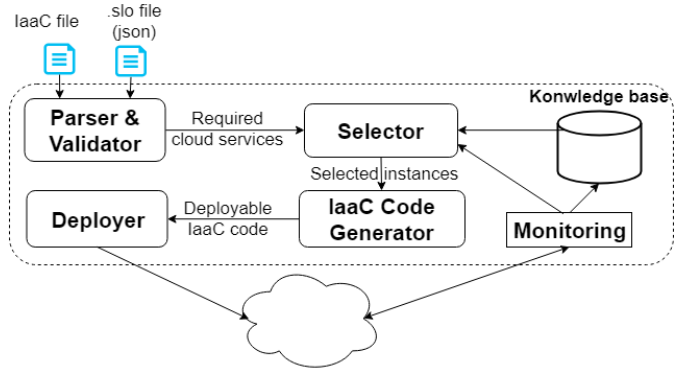 IaaC file
.slo file
(json)
Konwledge base
Parser &
Validator
Required
cloud services
Selector
Selected instances
Deployer
Deployable
IaaC code
IaaC Code
Generator
Monitoring